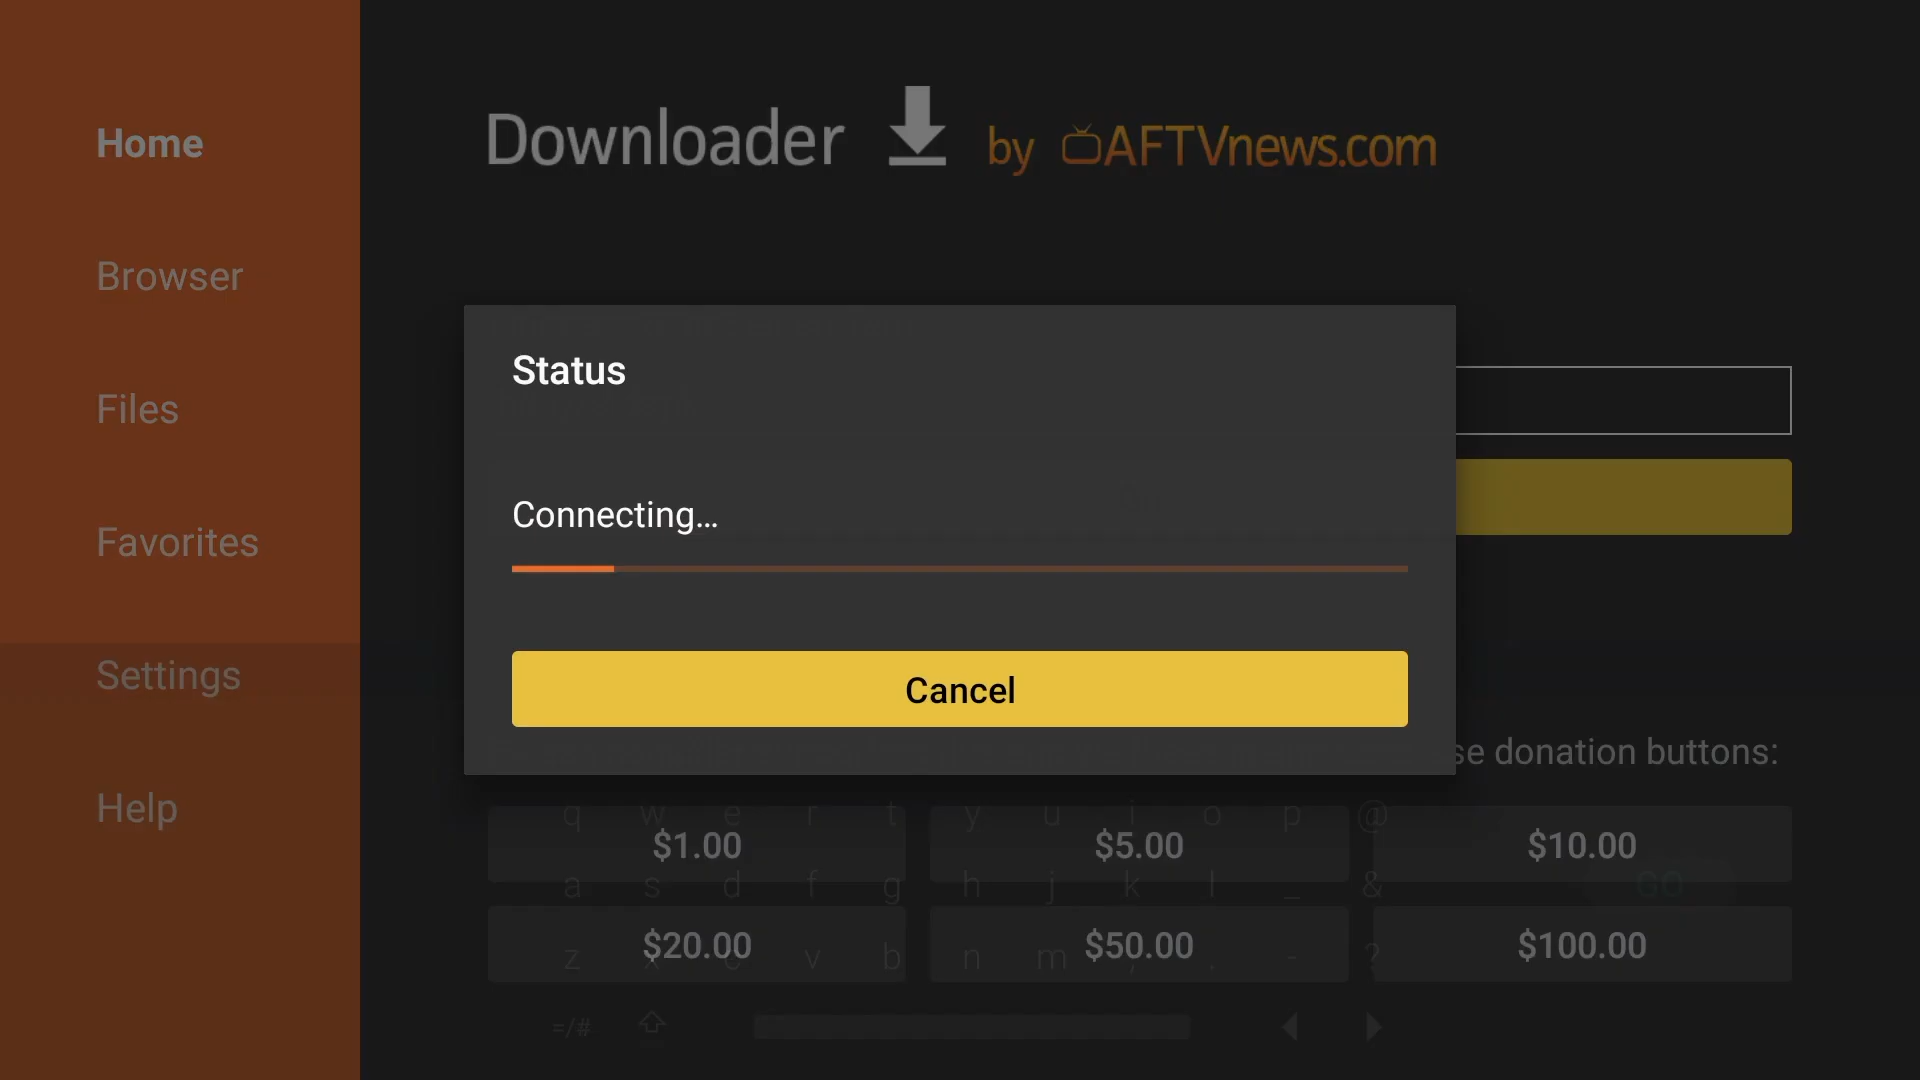 Home
Browser
Files
Favorites
Settings
Help
Downloader by AFTVnews.com
Status
Connecting…
Cancel
se donation buttons:
$1.00 $5.00 $10.00
$20.00 $50.00 $100.00
q w e r t y u i o p @
a s d f g h j k l _ &
z x c v b n m , . - ?
=/#
GO